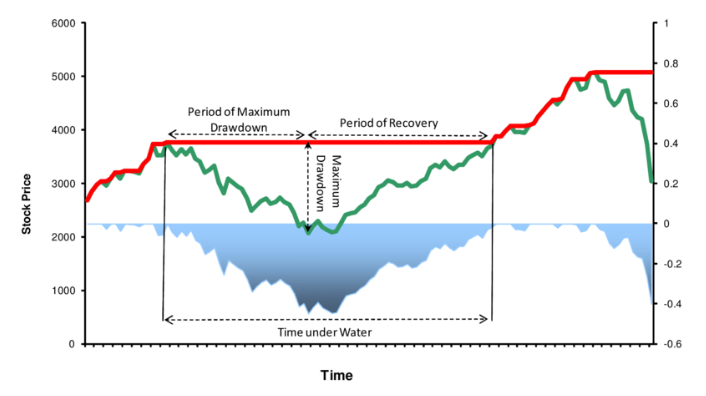 6000
5000
4000
3000
2000
1000
0
Stock Price
1
0.8
0.6
0.4
0.2
0
-0.2
-0.4
-0.6
Period of Maximum
Drawdown
Period of Recovery
Maximum
Drawdown
Time under Water
Time